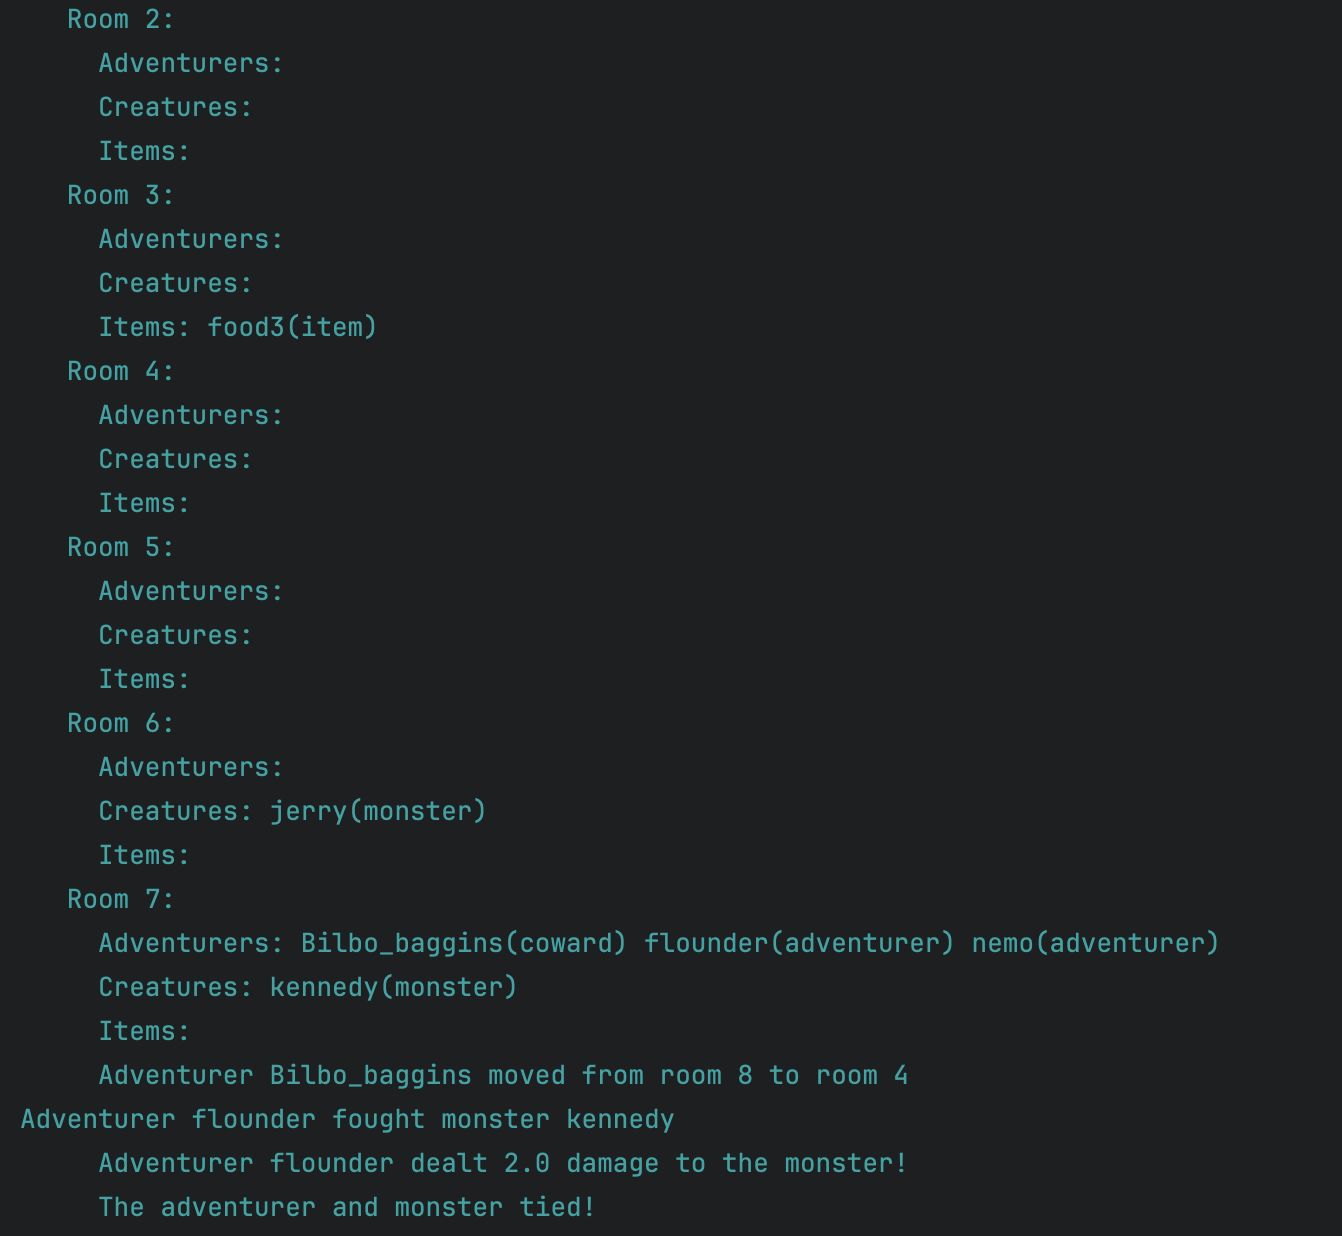 Room 2:
Adventurers:
Creatures:
Items:
Room 3:
Adventurers:
Creatures:
Items: food3(item)
Room 4:
Adventurers:
Creatures:
Items:
Room 5:
Adventurers:
Creatures:
Items:
Room 6:
Adventurers:
Creatures: jerry(monster)
Items:
Room 7:
Adventurers: Bilbo_baggins(coward) flounder(adventurer) nemo(adventurer)
Creatures: kennedy(monster)
Items:
Adventurer Bilbo_baggins moved from room 8 to room 4
Adventurer flounder fought monster kennedy
Adventurer flounder dealt 2.0 damage to the monster!
The adventurer and monster tied!